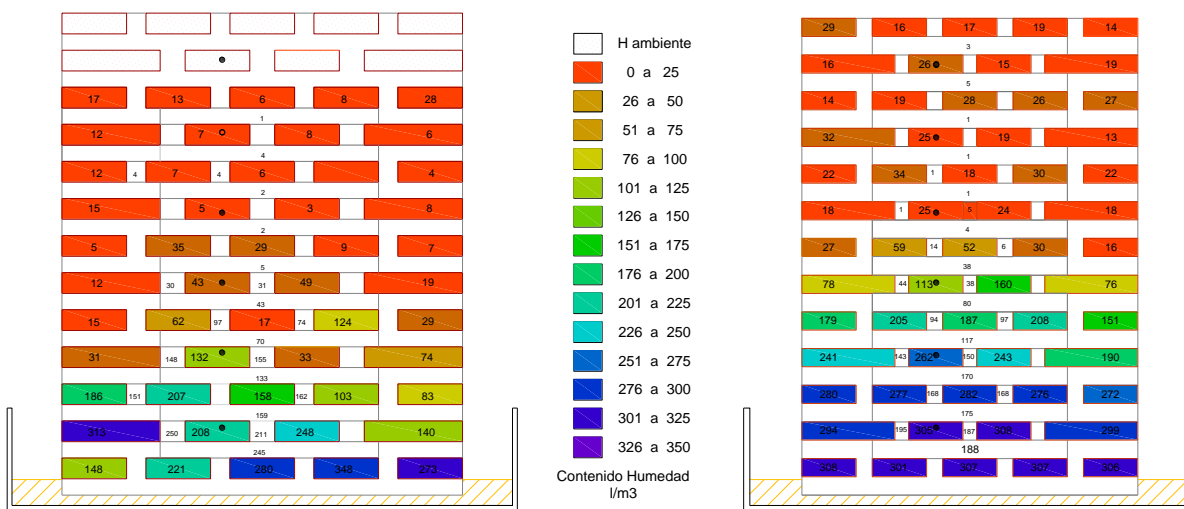 17 13 6 8 28
1
12 7 8 6
4
12 4 7 4 6 4
2
15 5 3 8
2
5 35 29 9 7
5
12 30 43 31 49 19
43
15 62 97 17 74 124 29
70
31 148 132 155 33 74
133
186 151 207 158 162 103 83
159
313 250 208 211 248 140
245
148 221 280 348 273
H ambiente
0 a 25
26 a 50
51 a 75
76 a 100
101 a 125
126 a 150
151 a 175
176 a 200
201 a 225
226 a 250
251 a 275
276 a 300
301 a 325
326 a 350
Contenido Humedad
l/m3
29 16 17 19 14
3
16 26 15 19
5
14 19 28 26 27
1
32 25 19 13
1
22 34 1 18 30 22
1
18 1 25 5 24 18
4
27 59 14 52 6 30 16
38
78 44 113 38 160 76
80
179 205 94 187 97 208 151
117
241 143 262 150 243 190
170
280 277 168 282 168 276 272
175
294 195 305 187 308 299
188
308 301 307 307 306